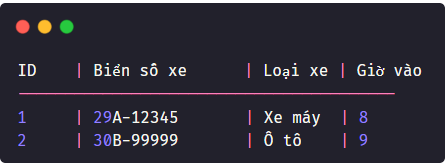 ID | Biển số xe | Loại xe | Giờ vào
----------------------------------------
1 | 29A-12345 | Xe máy | 8
2 | 30B-99999 | Ô tô | 9